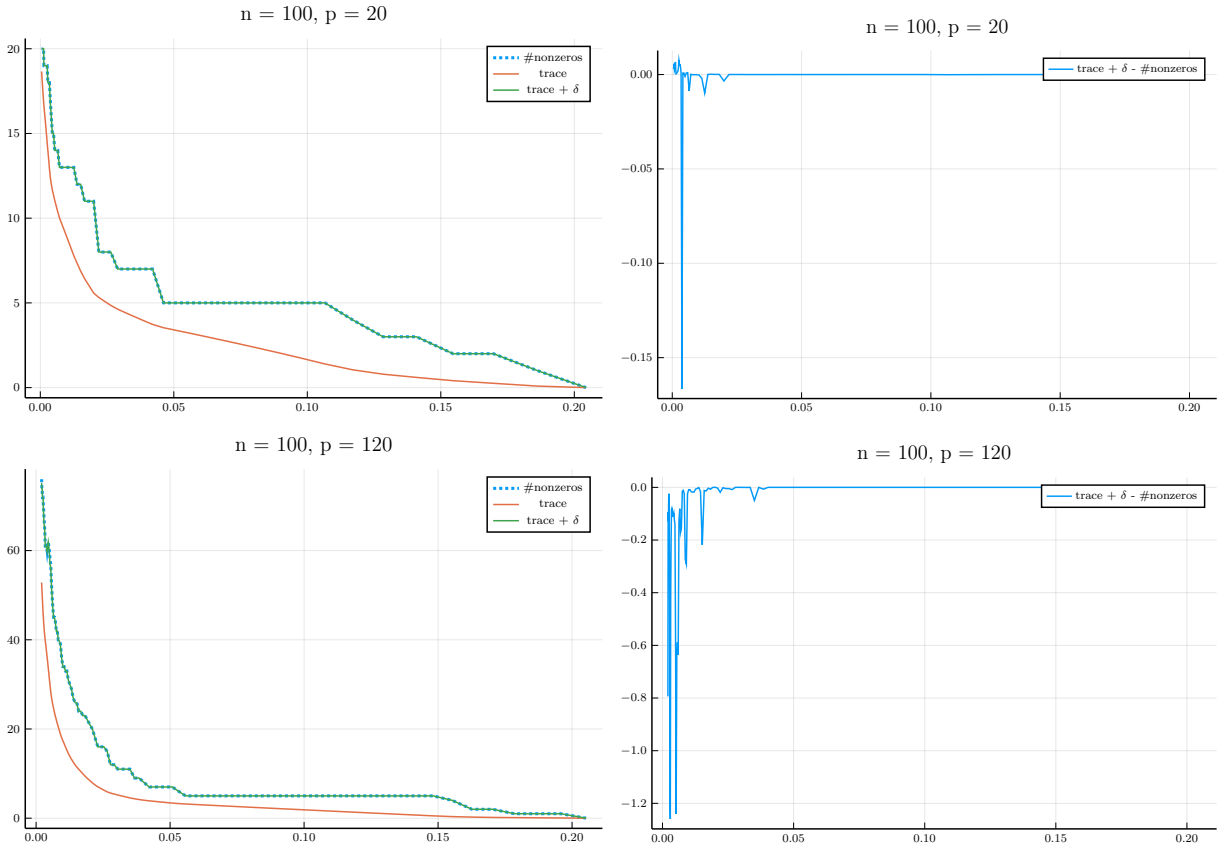 n = 100, p = 20
20
15
10
5
0
0.00 0.05 0.10 0.15 0.20
#nonzeros
trace
trace + δ
n = 100, p = 20
0.00
−0.05
−0.10
−0.15
0.00 0.05 0.10 0.15 0.20
trace + δ - #nonzeros
n = 100, p = 120
60
40
20
0
0.00 0.05 0.10 0.15 0.20
#nonzeros
trace
trace + δ
n = 100, p = 120
0.0
−0.2
−0.4
−0.6
−0.8
−1.0
−1.2
0.00 0.05 0.10 0.15 0.20
trace + δ - #nonzeros